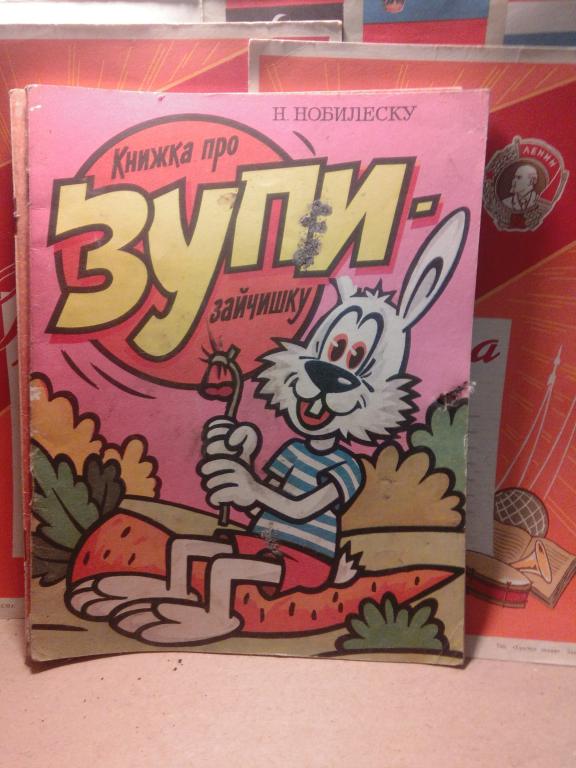 Н. НОБИЛЕСКУ
Книжка про
ЗУПИ-
зайчишку
ЛЕНИН
а